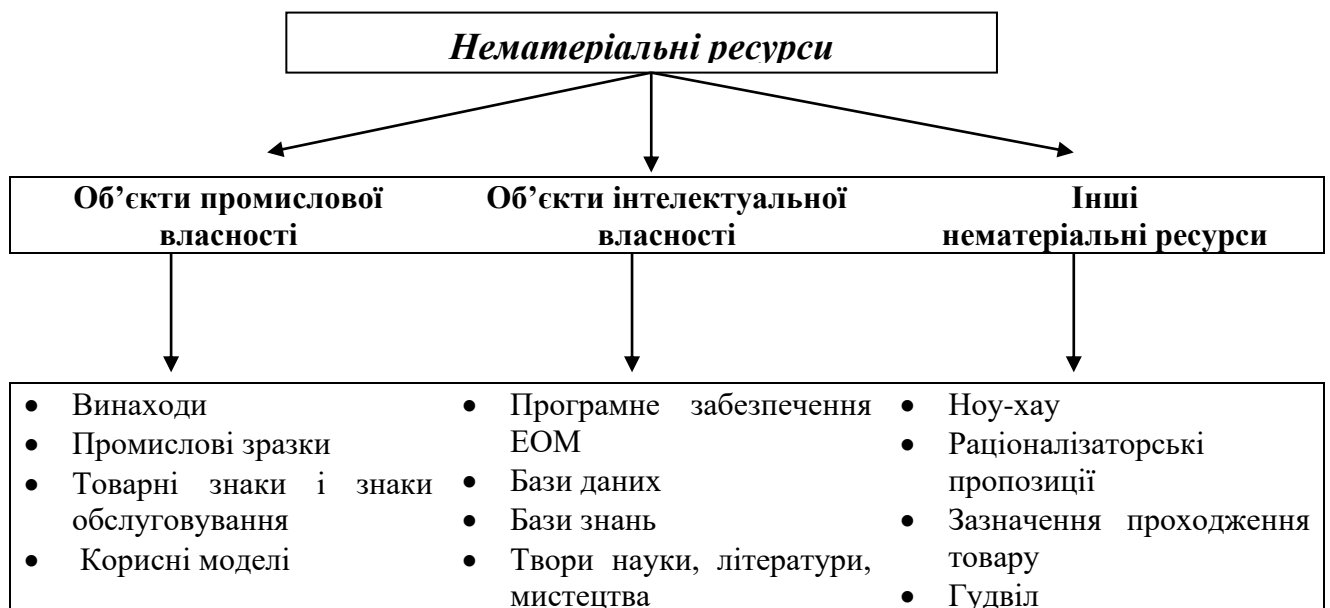 Нематеріальні ресурси
Об’єкти промислової
власності
Об’єкти інтелектуальної
власності
Інші
нематеріальні ресурси
• Винаходи
• Промислові зразки
• Товарні знаки і знаки
обслуговування
• Корисні моделі
• Програмне забезпечення
ЕОМ
• Бази даних
• Бази знань
• Твори науки, літератури,
мистецтва
• Ноу-хау
• Раціоналізаторські
пропозиції
• Зазначення проходження
товару
• Гудвіл